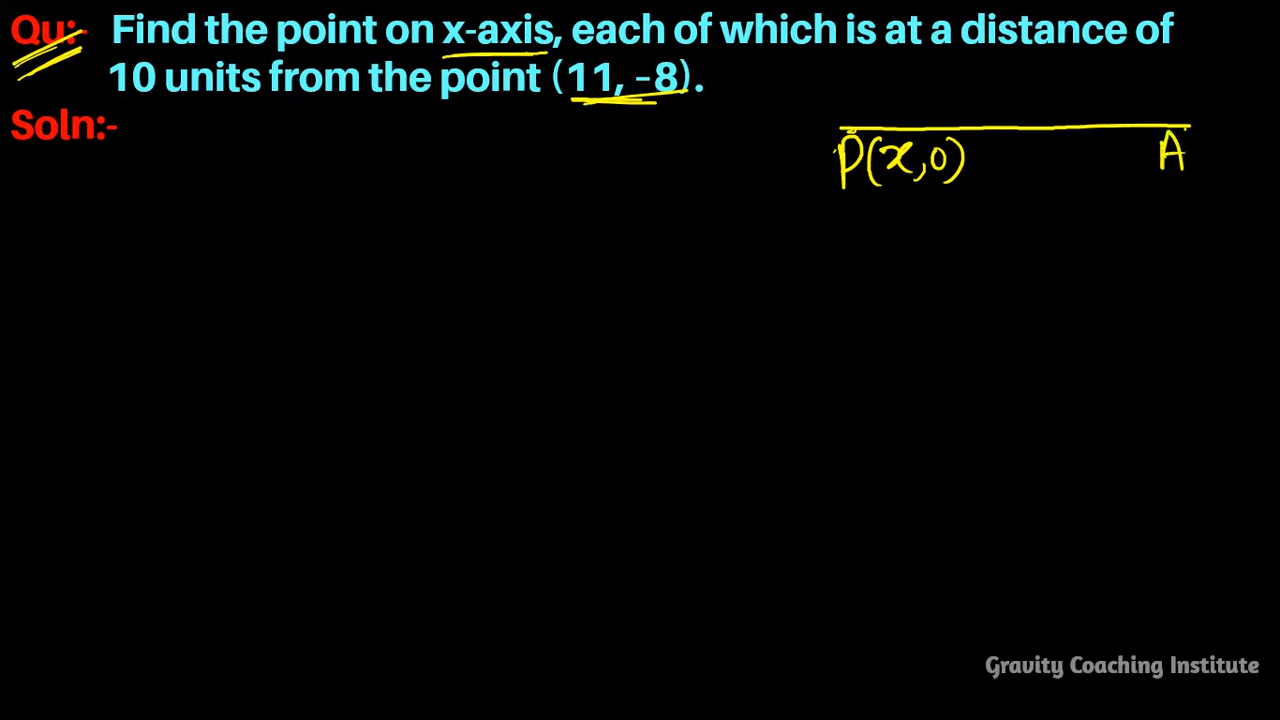 Qu:- Find the point on x-axis, each of which is at a distance of
10 units from the point (11, -8).
Soln:-
P(x,0) A
Gravity Coaching Institute